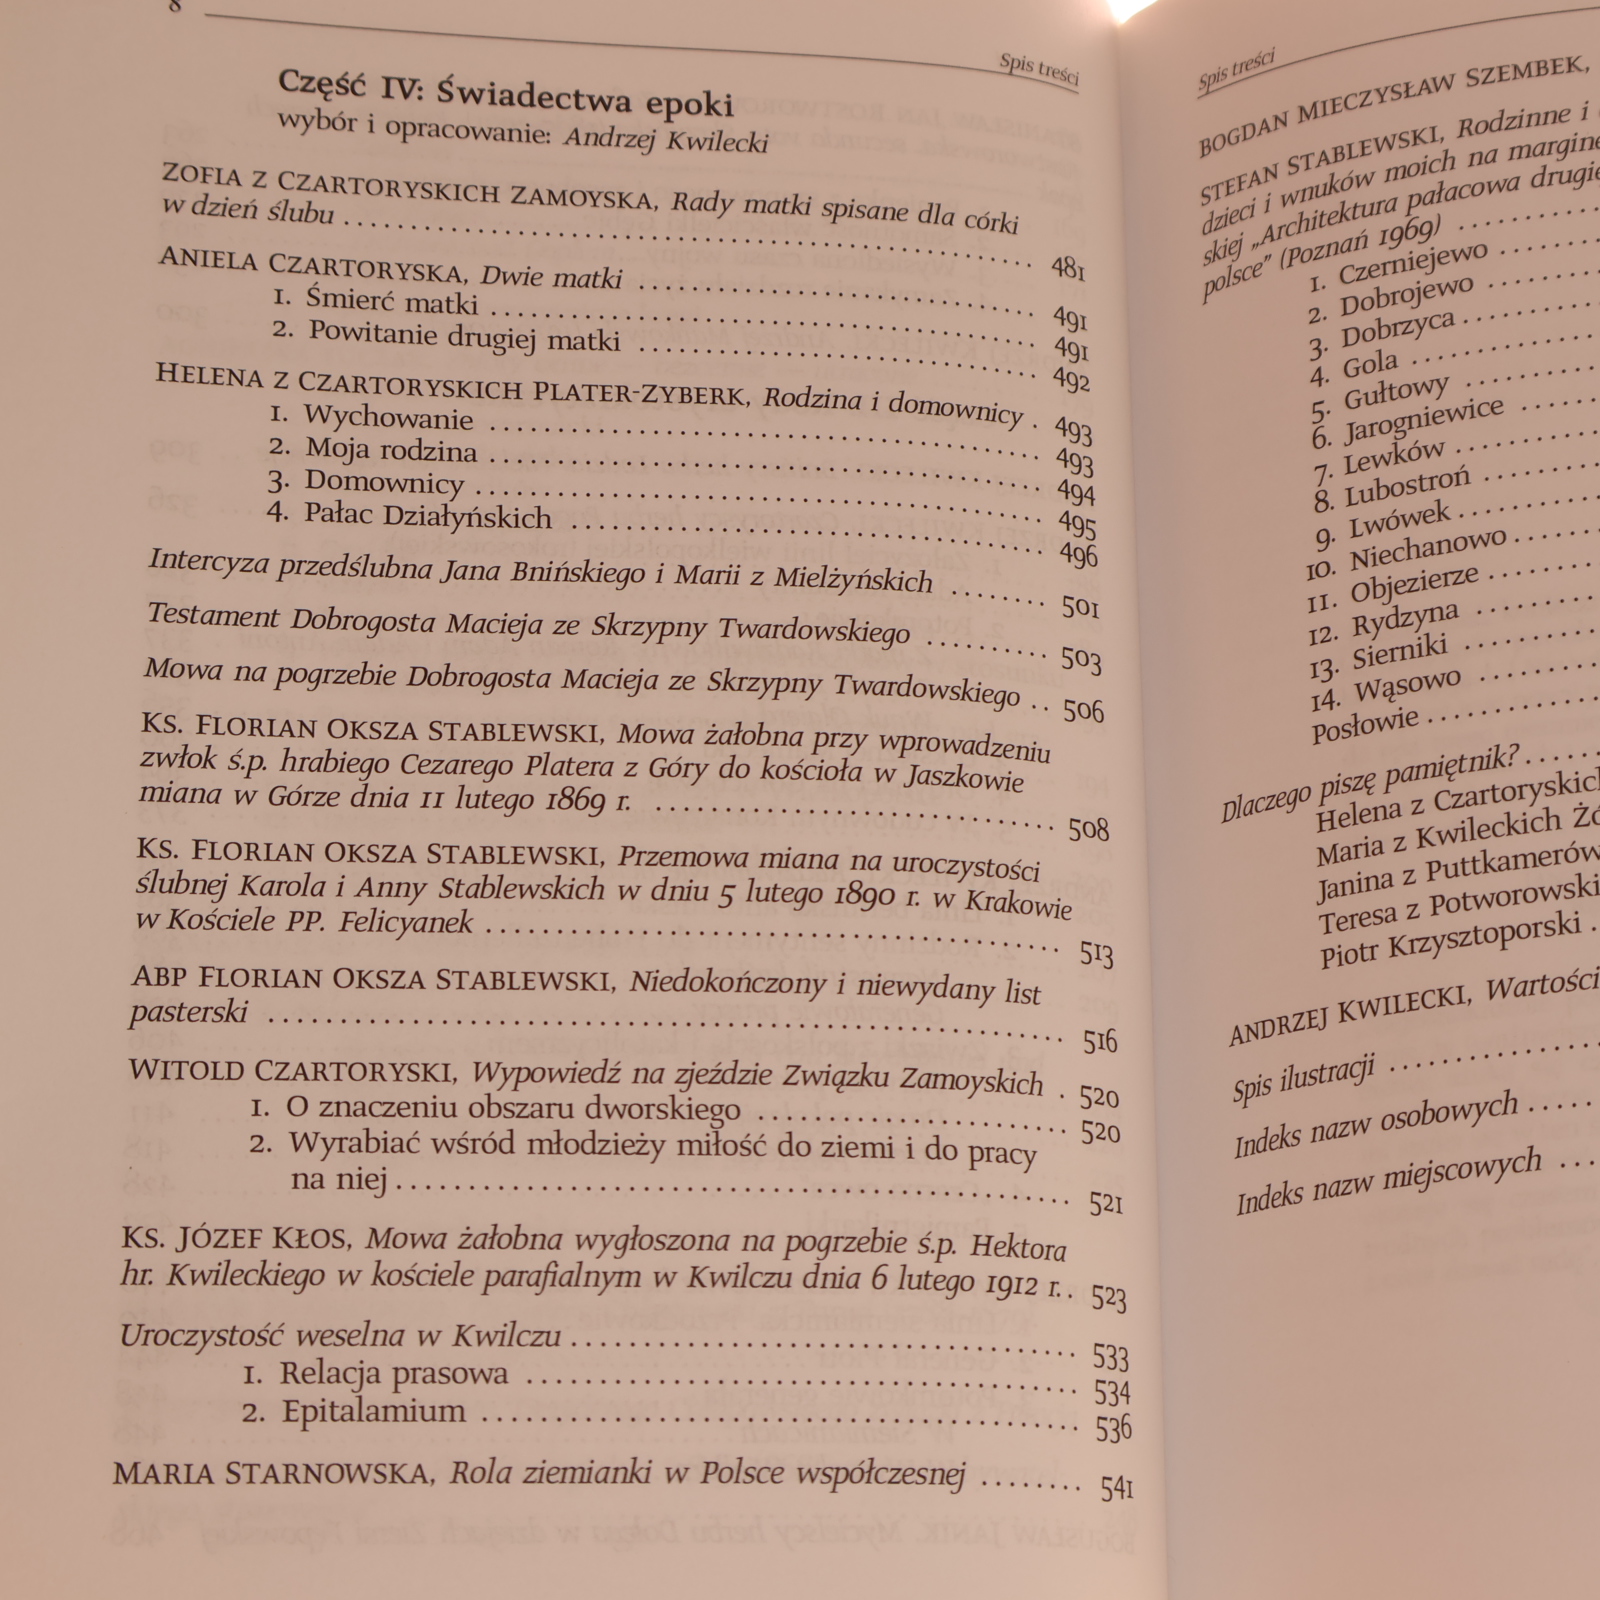 8
Spis treści
Część IV: Świadectwa epoki
wybór i opracowanie: Andrzej Kwilecki
ZOFIA Z CZARTORYSKICH ZAMOYSKA, Rady matki spisane dla córki
w dzień ślubu ........ 481
ANIELA CZARTORYSKA, Dwie matki ........ 491
1. Śmierć matki ........ 491
2. Powitanie drugiej matki ........ 492
HELENA Z CZARTORYSKICH PLATER-ZYBERK, Rodzina i domownicy . 493
1. Wychowanie ........ 493
2. Moja rodzina ........ 494
3. Domownicy ........ 495
4. Pałac Działyńskich ........ 496
Intercyza przedślubna Jana Bnińskiego i Marii z Mielżyńskich ........ 501
Testament Dobrogosta Macieja ze Skrzypny Twardowskiego ........ 503
Mowa na pogrzebie Dobrogosta Macieja ze Skrzypny Twardowskiego .. 506
KS. FLORIAN OKSZA STABLEWSKI, Mowa żałobna przy wprowadzeniu
zwłok ś.p. hrabiego Cezarego Platera z Góry do kościoła w Jaszkowie
miana w Górze dnia 11 lutego 1869 r. ........ 508
KS. FLORIAN OKSZA STABLEWSKI, Przemowa miana na uroczystości
ślubnej Karola i Anny Stablewskich w dniu 5 lutego 1890 r. w Krakowie
w Kościele PP. Felicyanek ........ 513
ABP FLORIAN OKSZA STABLEWSKI, Niedokończony i niewydany list
pasterski ........ 516
WITOLD CZARTORYSKI, Wypowiedź na zjeździe Związku Zamoyskich . 520
1. O znaczeniu obszaru dworskiego ........ 520
2. Wyrabiać wśród młodzieży miłość do ziemi i do pracy
na niej ........ 521
KS. JÓZEF KŁOS, Mowa żałobna wygłoszona na pogrzebie ś.p. Hektora
hr. Kwileckiego w kościele parafialnym w Kwilczu dnia 6 lutego 1912 r. . 523
Uroczystość weselna w Kwilczu ........ 533
1. Relacja prasowa ........ 534
2. Epitalamium ........ 536
MARIA STARNOWSKA, Rola ziemianki w Polsce współczesnej ........ 541
Spis treści
BOGDAN MIECZYSŁAW SZEMBEK,
STEFAN STABLEWSKI, Rodzinne i
dzieci i wnuków moich na margine
skiej „Architektura pałacowa drugie
polsce" (Poznań 1969) ........
1. Czerniejewo ........
2. Dobrojewo ........
3. Dobrzyca ........
4. Gola ........
5. Gułtowy ........
6. Jarogniewice ........
7. Lewków ........
8. Lubostroń ........
9. Lwówek ........
10. Niechanowo ........
11. Objezierze ........
12. Rydzyna ........
13. Sierniki ........
14. Wąsowo ........
Posłowie ........
Dlaczego piszę pamiętnik? ........
Helena z Czartoryskich
Maria z Kwileckich Żó
Janina z Puttkamerów
Teresa z Potworowski
Piotr Krzysztoporski .
ANDRZEJ KWILECKI, Wartości
Spis ilustracji ........
Indeks nazw osobowych ........
Indeks nazw miejscowych ...